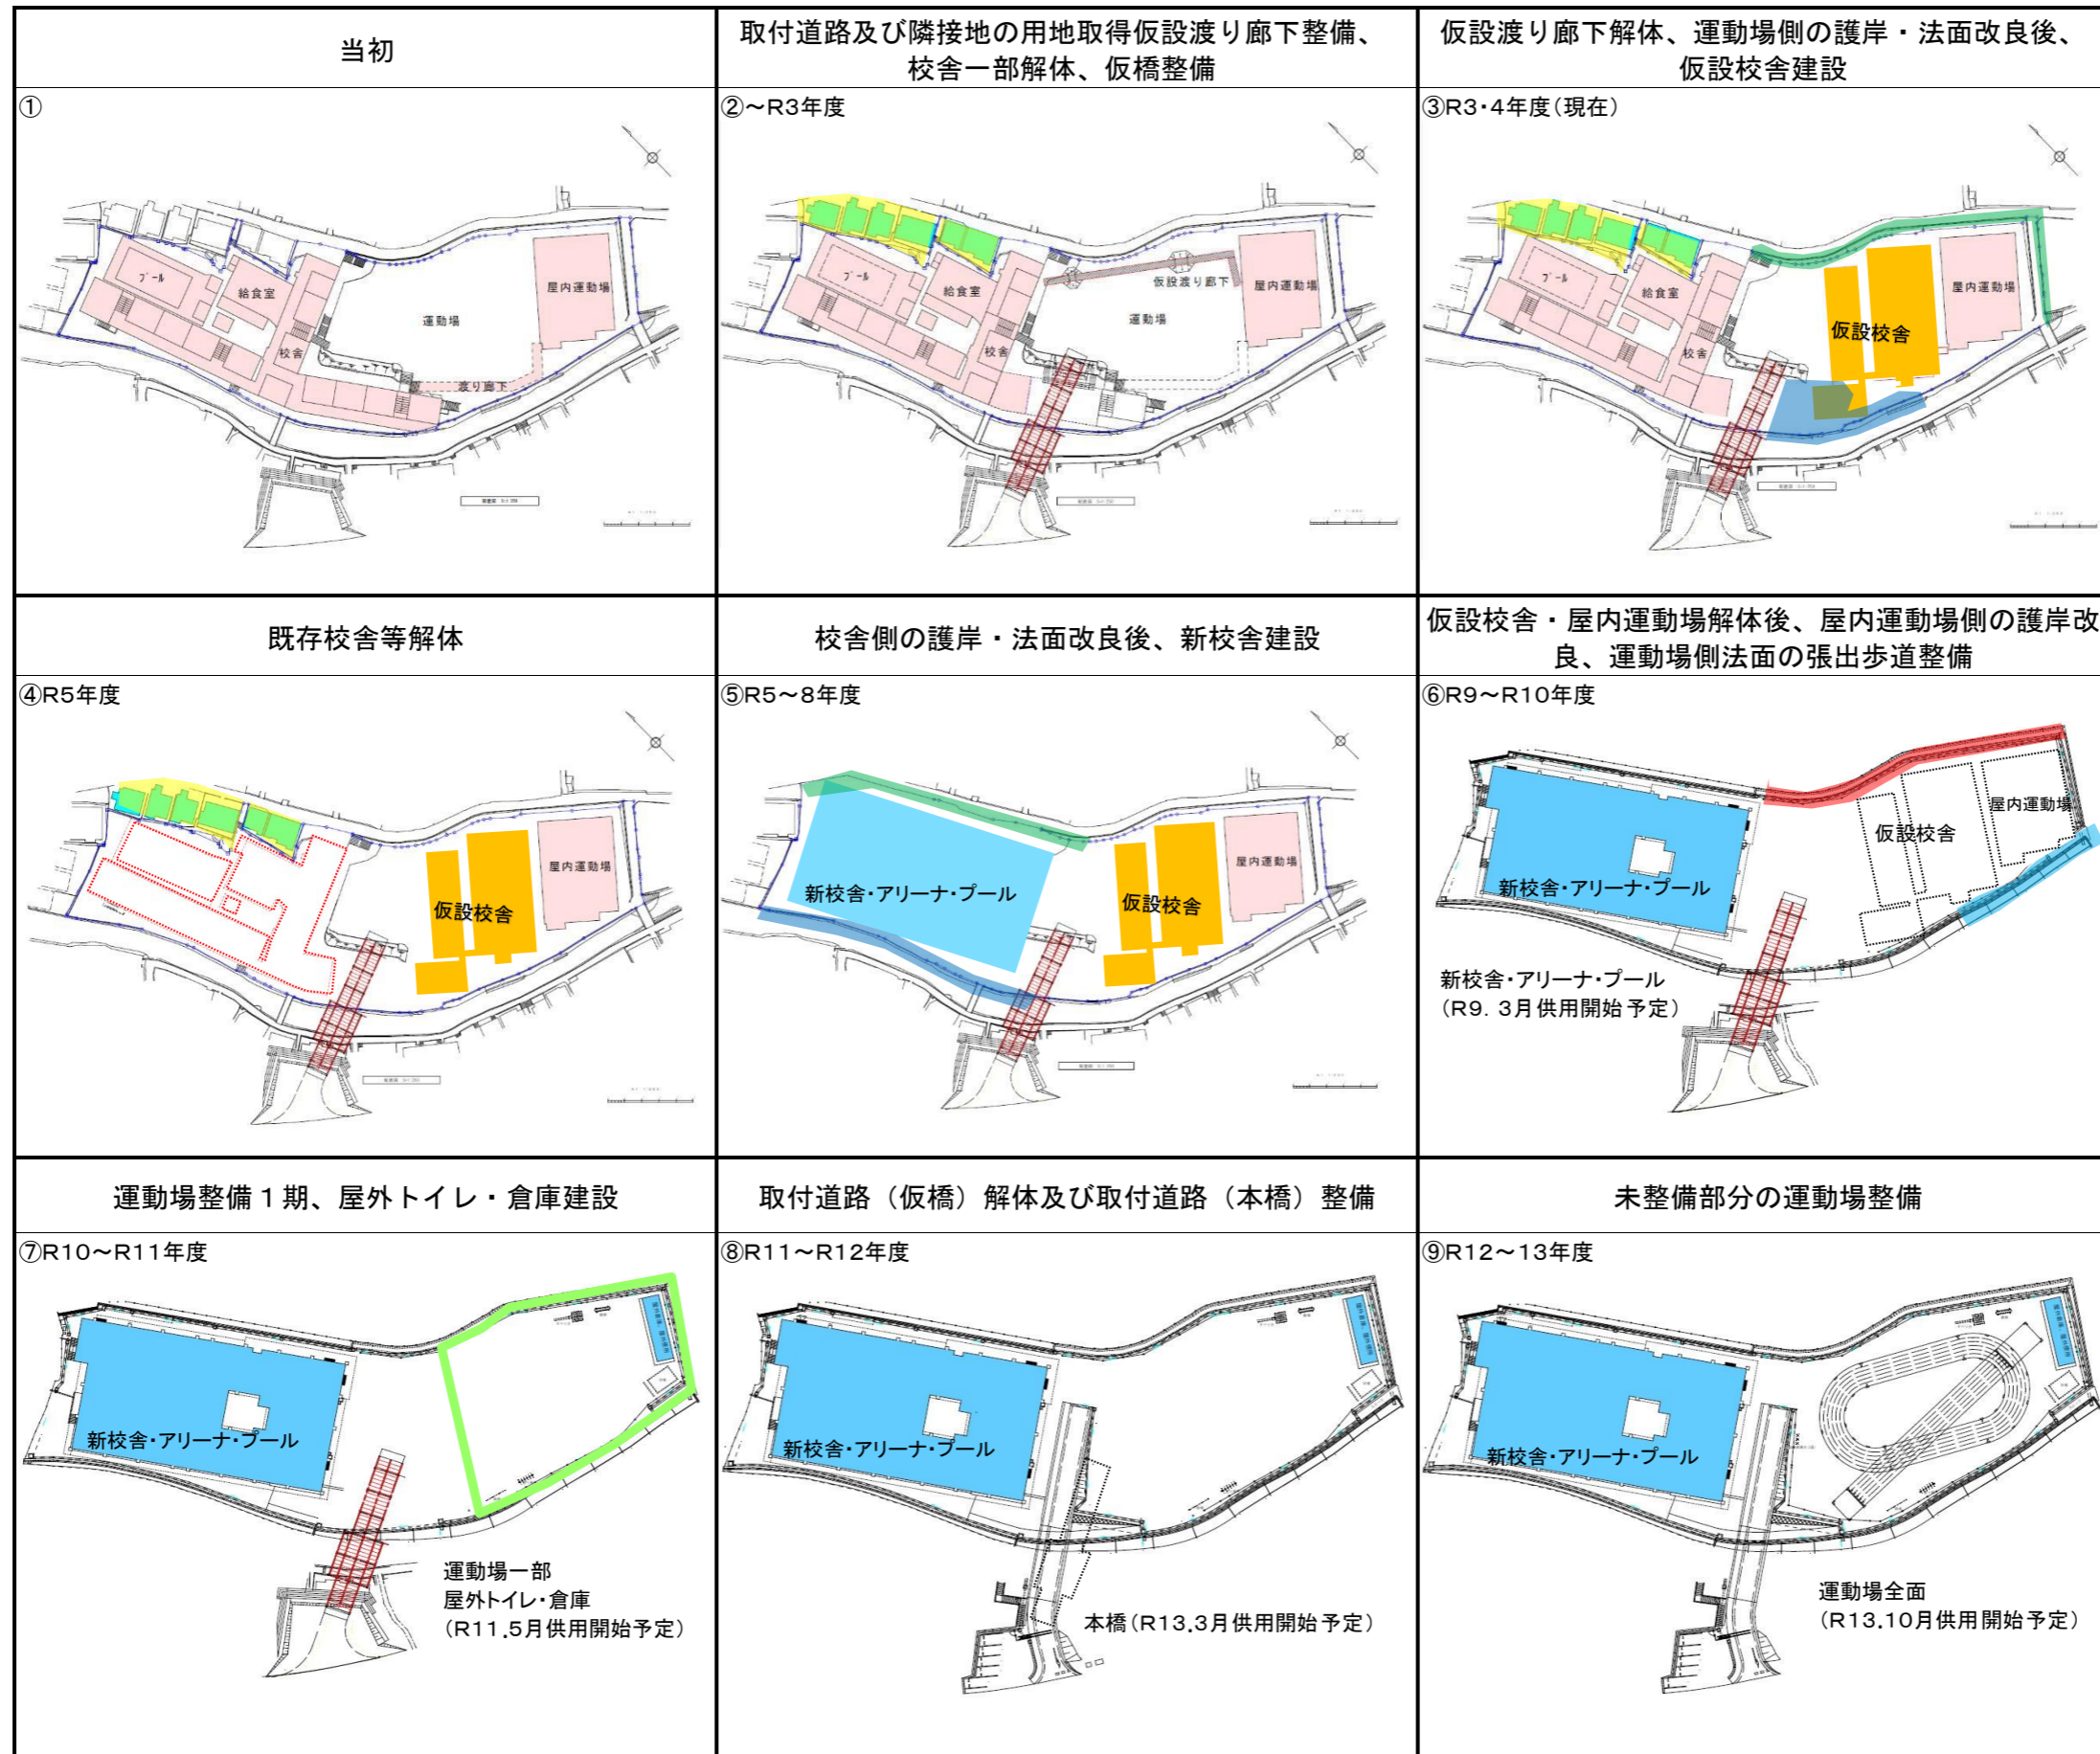 当初
取付道路及び隣接地の用地取得仮設渡り廊下整備、
校舎一部解体、仮橋整備
仮設渡り廊下解体、運動場側の護岸・法面改良後、
仮設校舎建設
①
プール
給食室
校舎
運動場
屋内運動場
渡り廊下
②～R3年度
プール
給食室
校舎
仮設渡り廊下
運動場
屋内運動場
③R3・4年度(現在)
プール
給食室
校舎
仮設校舎
屋内運動場
既存校舎等解体
校舎側の護岸・法面改良後、新校舎建設
仮設校舎・屋内運動場解体後、屋内運動場側の護岸改
良、運動場側法面の張出歩道整備
④R5年度
仮設校舎
屋内運動場
⑤R5～8年度
新校舎・アリーナ・プール
仮設校舎
屋内運動場
⑥R9～R10年度
新校舎・アリーナ・プール
仮設校舎
屋内運動場
新校舎・アリーナ・プール
(R9．3月供用開始予定)
運動場整備１期、屋外トイレ・倉庫建設
取付道路（仮橋）解体及び取付道路（本橋）整備
未整備部分の運動場整備
⑦R10～R11年度
新校舎・アリーナ・プール
運動場一部
屋外トイレ・倉庫
(R11.5月供用開始予定)
⑧R11～R12年度
新校舎・アリーナ・プール
本橋(R13.3月供用開始予定)
⑨R12～13年度
新校舎・アリーナ・プール
運動場全面
(R13.10月供用開始予定)